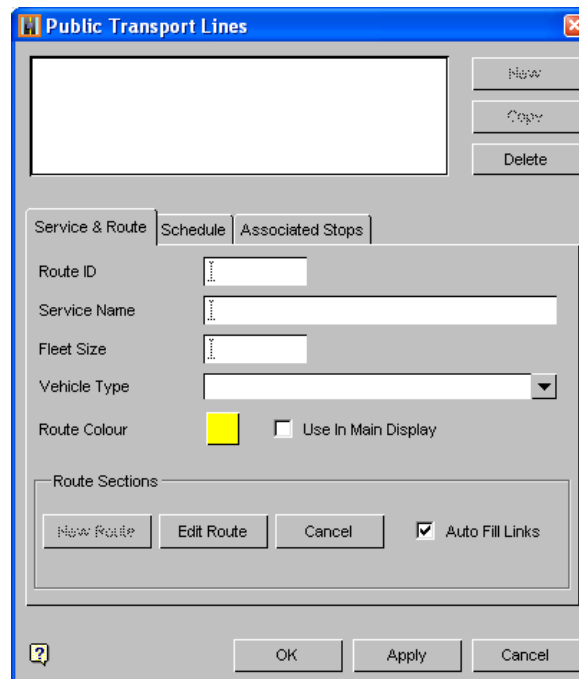 Public Transport Lines
New
Copy
Delete
Service & Route Schedule Associated Stops
Route ID
Service Name
Fleet Size
Vehicle Type
Route Colour Use In Main Display
Route Sections
New Route Edit Route Cancel Auto Fill Links
? OK Apply Cancel